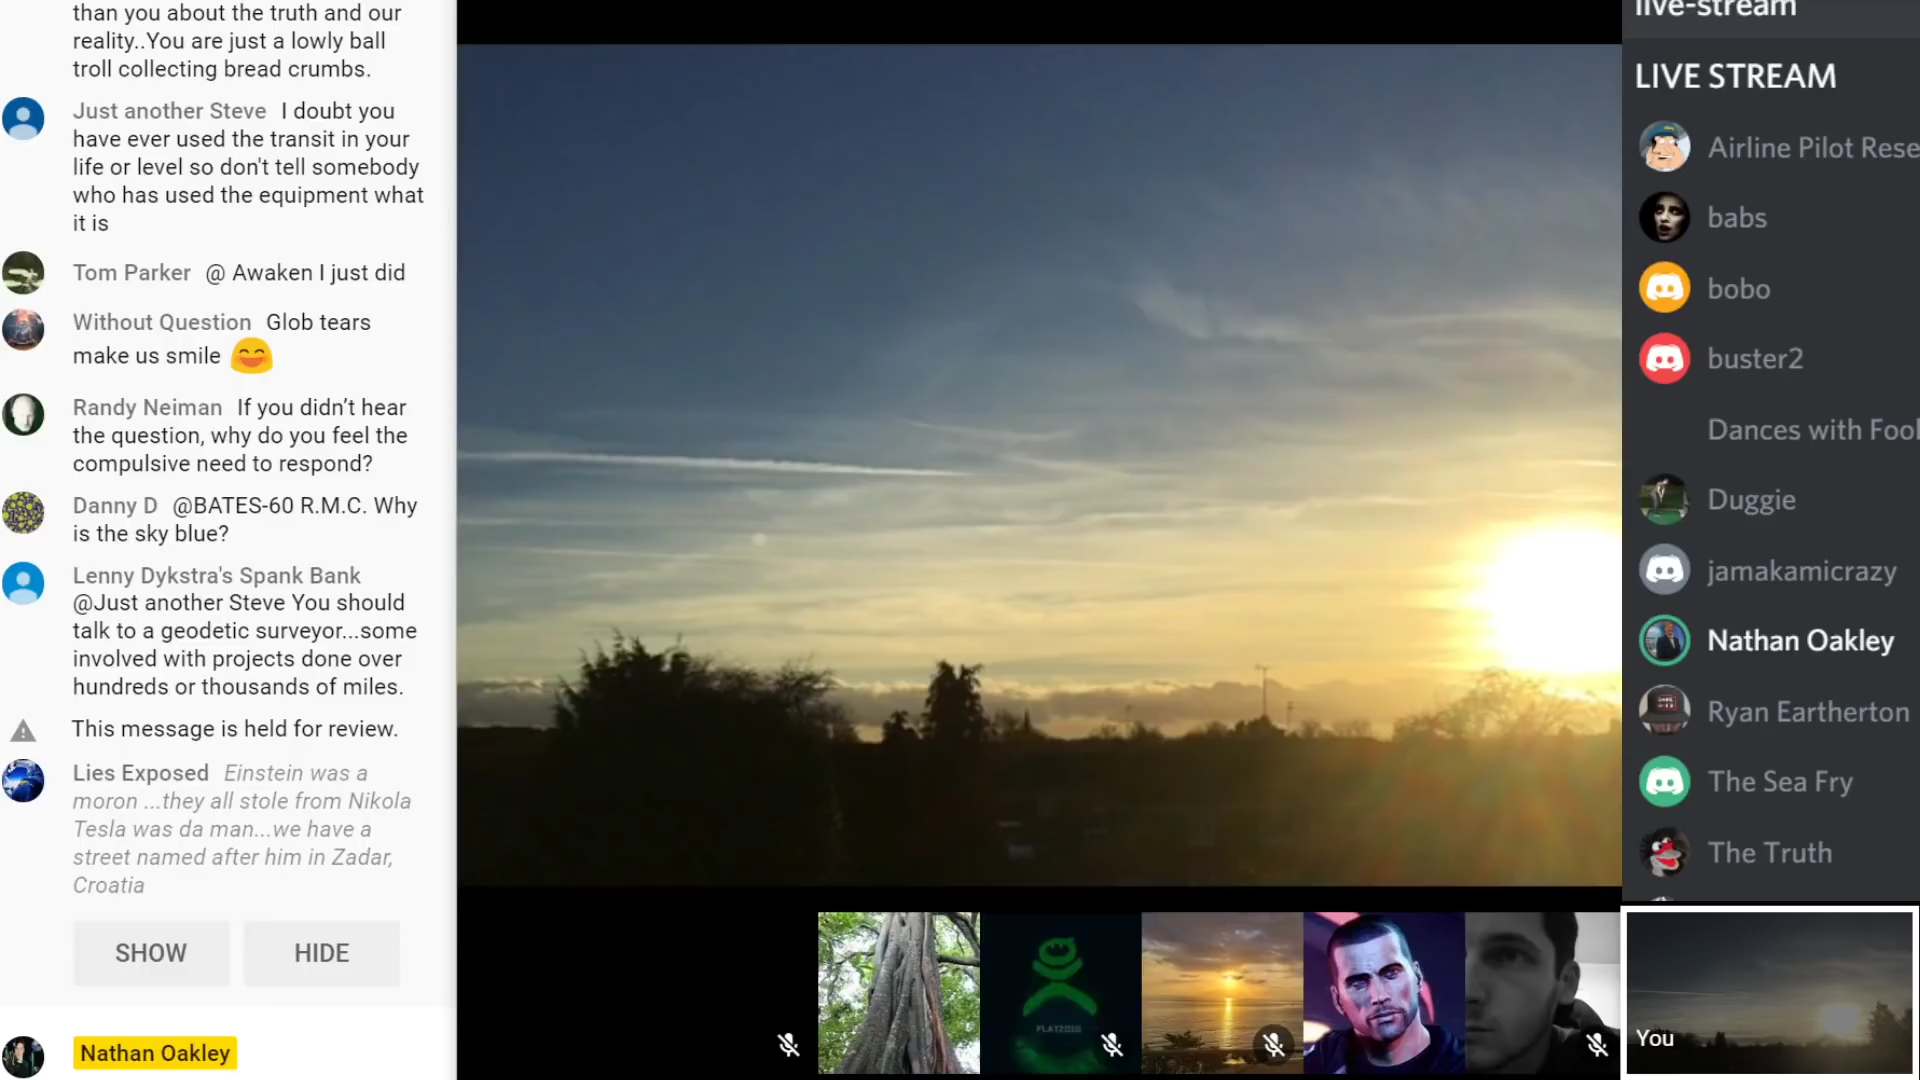 than you about the truth and our
reality..You are just a lowly ball
troll collecting bread crumbs.
Just another Steve I doubt you
have ever used the transit in your
life or level so don't tell somebody
who has used the equipment what
it is
Tom Parker @ Awaken I just did
Without Question Glob tears
make us smile
Randy Neiman If you didn’t hear
the question, why do you feel the
compulsive need to respond?
Danny D @BATES-60 R.M.C. Why
is the sky blue?
Lenny Dykstra's Spank Bank
@Just another Steve You should
talk to a geodetic surveyor...some
involved with projects done over
hundreds or thousands of miles.
This message is held for review.
Lies Exposed Einstein was a
moron ...they all stole from Nikola
Tesla was da man...we have a
street named after him in Zadar,
Croatia
SHOW HIDE
Nathan Oakley
You
live-stream
LIVE STREAM
Airline Pilot Rese
babs
bobo
buster2
Dances with Fool
Duggie
jamakamicrazy
Nathan Oakley
Ryan Eartherton
The Sea Fry
The Truth